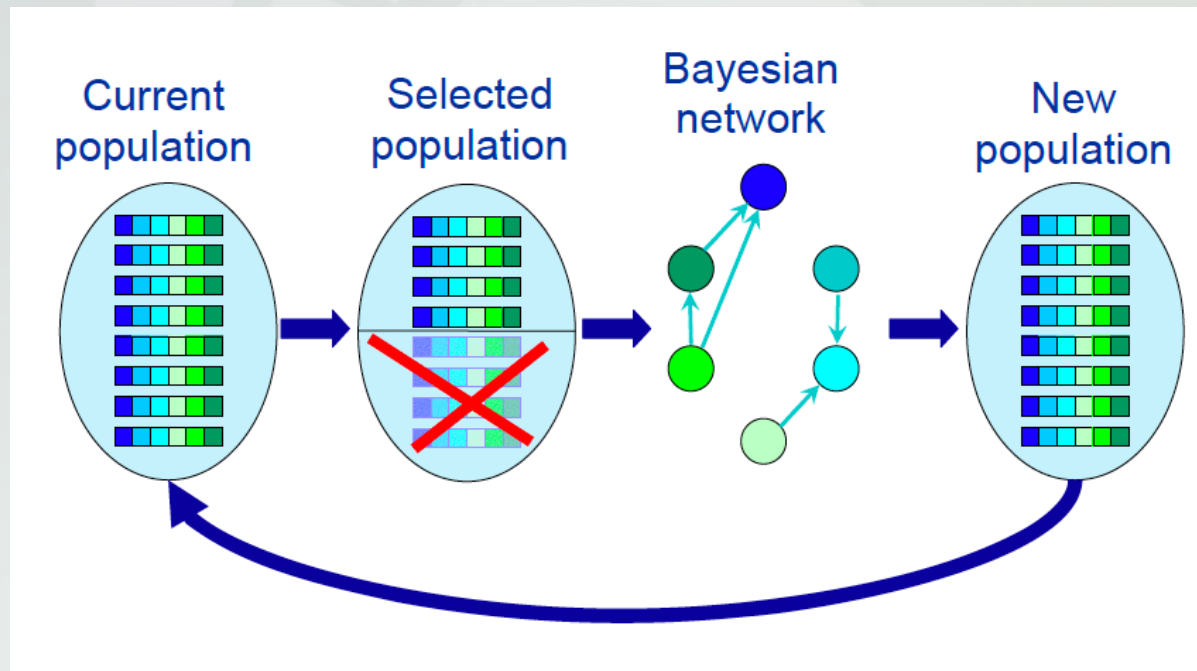 Current
population
Selected
population
Bayesian
network
New
population